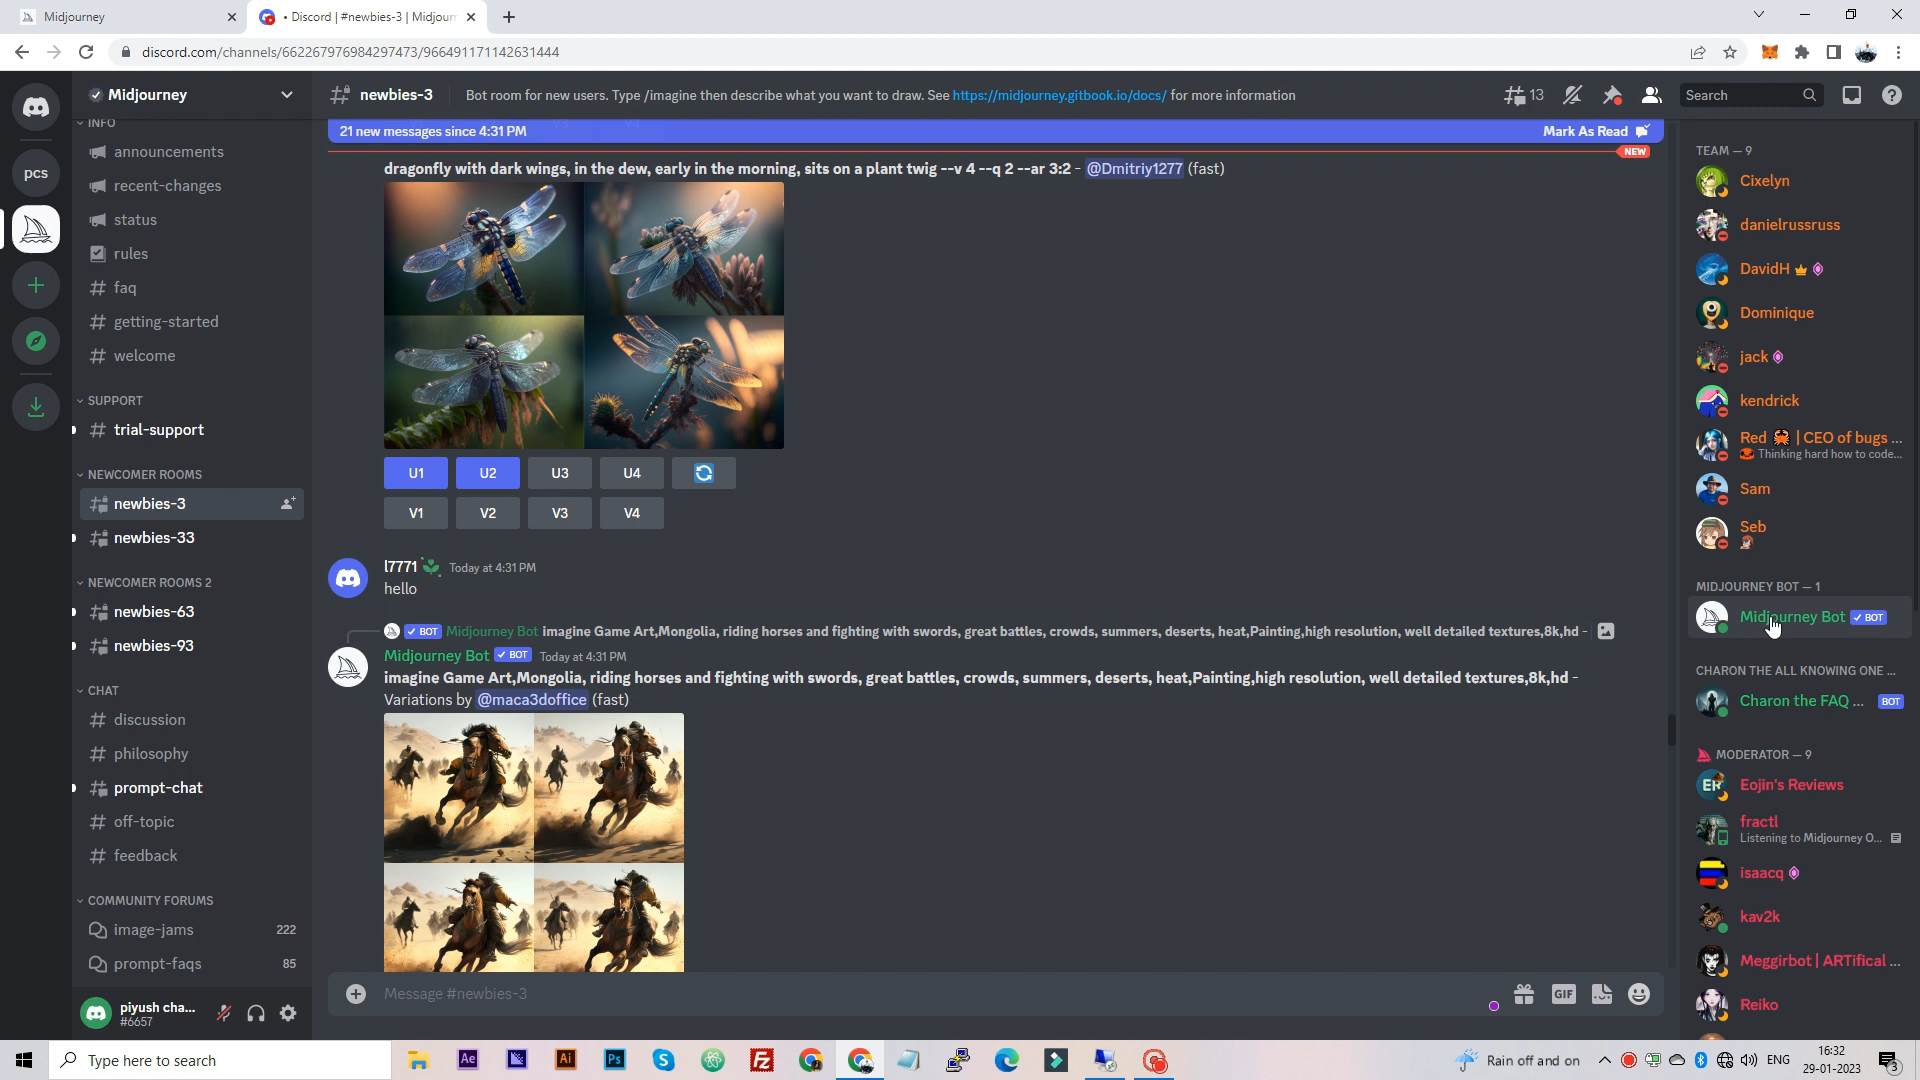 Midjourney
• Discord | #newbies-3 | Midjourn
discord.com/channels/662267976984297473/966491171142631444
Midjourney
newbies-3
Bot room for new users. Type /imagine then describe what you want to draw. See https://midjourney.gitbook.io/docs/ for more information
13
Search
21 new messages since 4:31 PM
Mark As Read
NEW
pcs
INFO
announcements
recent-changes
status
rules
faq
getting-started
welcome
SUPPORT
trial-support
NEWCOMER ROOMS
newbies-3
newbies-33
NEWCOMER ROOMS 2
newbies-63
newbies-93
CHAT
discussion
philosophy
prompt-chat
off-topic
feedback
COMMUNITY FORUMS
image-jams 222
prompt-faqs 85
piyush cha...
#6657
dragonfly with dark wings, in the dew, early in the morning, sits on a plant twig --v 4 --q 2 --ar 3:2 - @Dmitriy1277 (fast)
U1 U2 U3 U4
V1 V2 V3 V4
l7771 Today at 4:31 PM
hello
BOT Midjourney Bot imagine Game Art,Mongolia, riding horses and fighting with swords, great battles, crowds, summers, deserts, heat,Painting,high resolution, well detailed textures,8k,hd -
Midjourney Bot BOT Today at 4:31 PM
imagine Game Art,Mongolia, riding horses and fighting with swords, great battles, crowds, summers, deserts, heat,Painting,high resolution, well detailed textures,8k,hd -
Variations by @maca3doffice (fast)
Message #newbies-3
GIF
TEAM — 9
Cixelyn
danielrussruss
DavidH
Dominique
jack
kendrick
Red | CEO of bugs ...
Thinking hard how to code...
Sam
Seb
MIDJOURNEY BOT — 1
Midjourney Bot BOT
CHARON THE ALL KNOWING ONE ...
Charon the FAQ ... BOT
MODERATOR — 9
ER
Eojin's Reviews
fractl
Listening to Midjourney O...
isaacq
kav2k
Meggirbot | ARTifical ...
Reiko
Type here to search
Ae
Ai
Ps
Rain off and on
ENG
16:32
29-01-2023
3